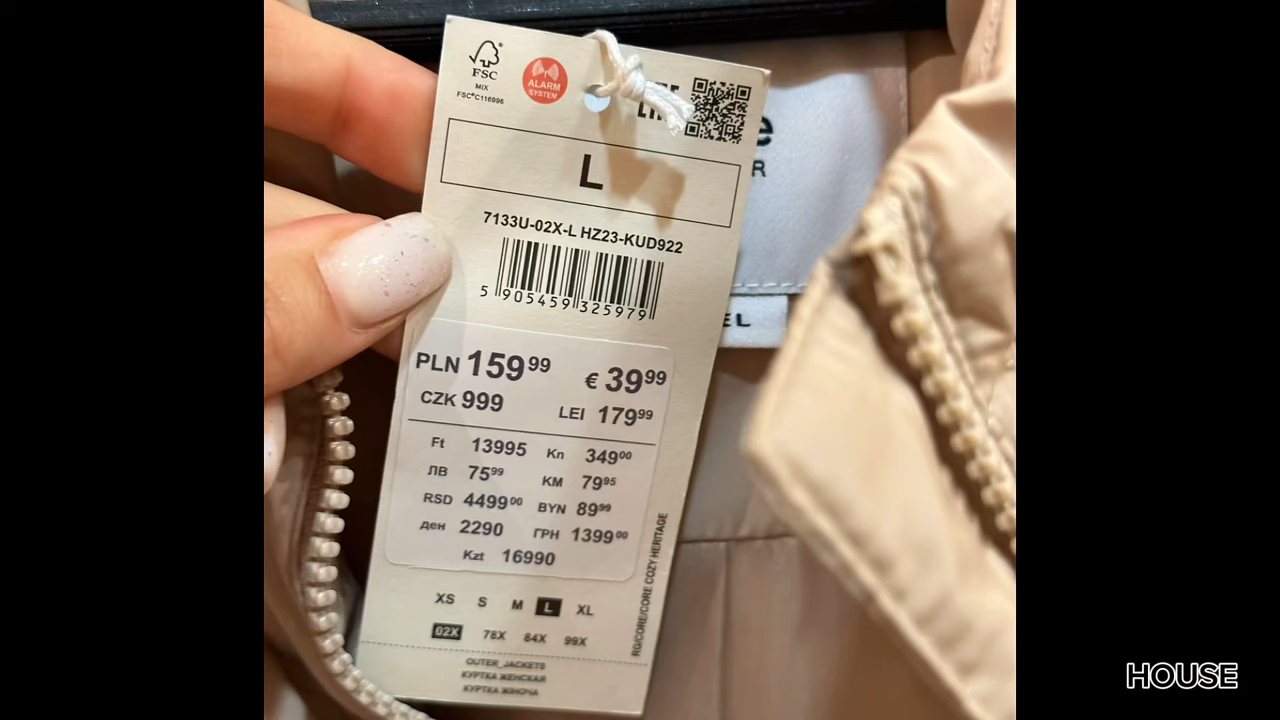 FSC®
MIX
FSC®C116996
ALARM
SYSTEM
L
7133U-02X-L HZ23-KUD922
5 905459 325979
PLN 159 99
€ 39 99
CZK 999
LEI 179 99
Ft 13995 Kn 349 00
ЛВ 75 99 KM 79 95
RSD 4499 00 BYN 89 99
ден 2290 ГРН 1399 00
Kzt 16990
XS S M L XL
02X 78X 84X 99X
OUTER_JACKETS
КУРТКА ЖЕНСКАЯ
КУРТКА ЖІНОЧА
RG/CORE/CORE COZY HERITAGE
HOUSE